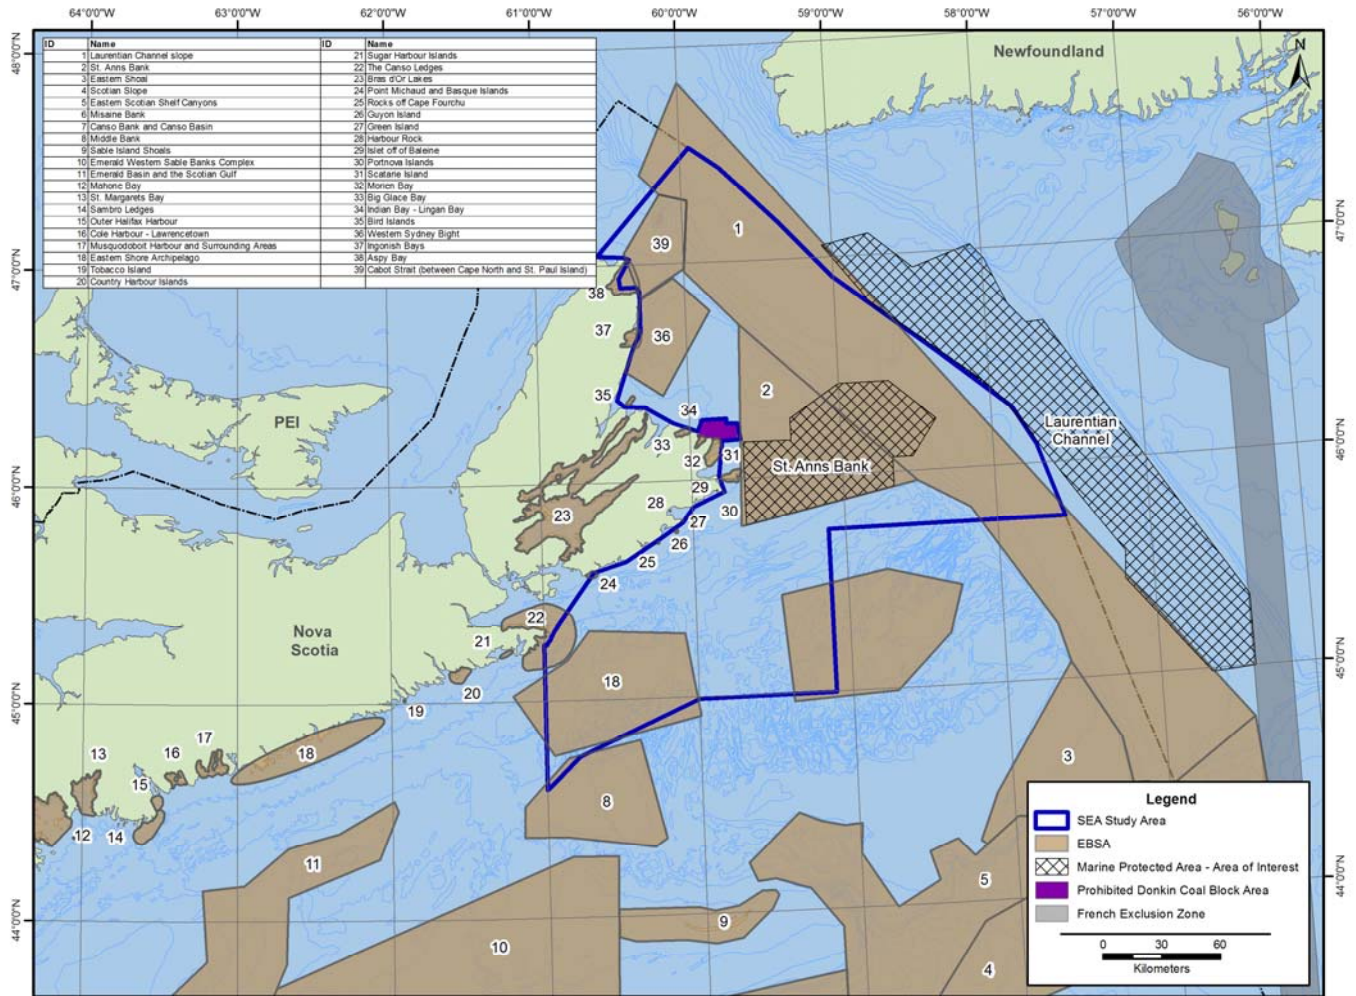 64°0'0"W 63°0'0"W 62°0'0"W 61°0'0"W 60°0'0"W 59°0'0"W 58°0'0"W 57°0'0"W 56°0'0"W
48°0'0"N
47°0'0"N
46°0'0"N
45°0'0"N
44°0'0"N
ID Name ID Name
1 Laurentian Channel slope 21 Sugar Harbour Islands
2 St. Anns Bank 22 The Canso Ledges
3 Eastern Shoal 23 Bras d'Or Lakes
4 Scotian Slope 24 Point Michaud and Basque Islands
5 Eastern Scotian Shelf Canyons 25 Rocks off Cape Fourchu
6 Misaine Bank 26 Guyon Island
7 Canso Bank and Canso Basin 27 Green Island
8 Middle Bank 28 Harbour Rock
9 Sable Island Shoals 29 Islet off of Baleine
10 Emerald Western Sable Banks Complex 30 Portnova Islands
11 Emerald Basin and the Scotian Gulf 31 Scatarie Island
12 Mahone Bay 32 Morien Bay
13 St. Margarets Bay 33 Big Glace Bay
14 Sambro Ledges 34 Indian Bay - Lingan Bay
15 Outer Halifax Harbour 35 Bird Islands
16 Cole Harbour - Lawrencetown 36 Western Sydney Bight
17 Musquodoboit Harbour and Surrounding Areas 37 Ingonish Bays
18 Eastern Shore Archipelago 38 Aspy Bay
19 Tobacco Island 39 Cabot Strait (between Cape North and St. Paul Island)
20 Country Harbour Islands
Newfoundland
N
1
39
38
37
36
35
34
2
PEI
Laurentian
Channel
33
32
31
St. Anns Bank
29
28
30
23
27
26
25
24
22
Nova
Scotia
21
18
20
19
17
13
16
18
15
3
8
12
14
11
5
9
10
4
47°0'0"N
46°0'0"N
45°0'0"N
44°0'0"N
Legend
SEA Study Area
EBSA
Marine Protected Area - Area of Interest
Prohibited Donkin Coal Block Area
French Exclusion Zone
0 30 60
Kilometers